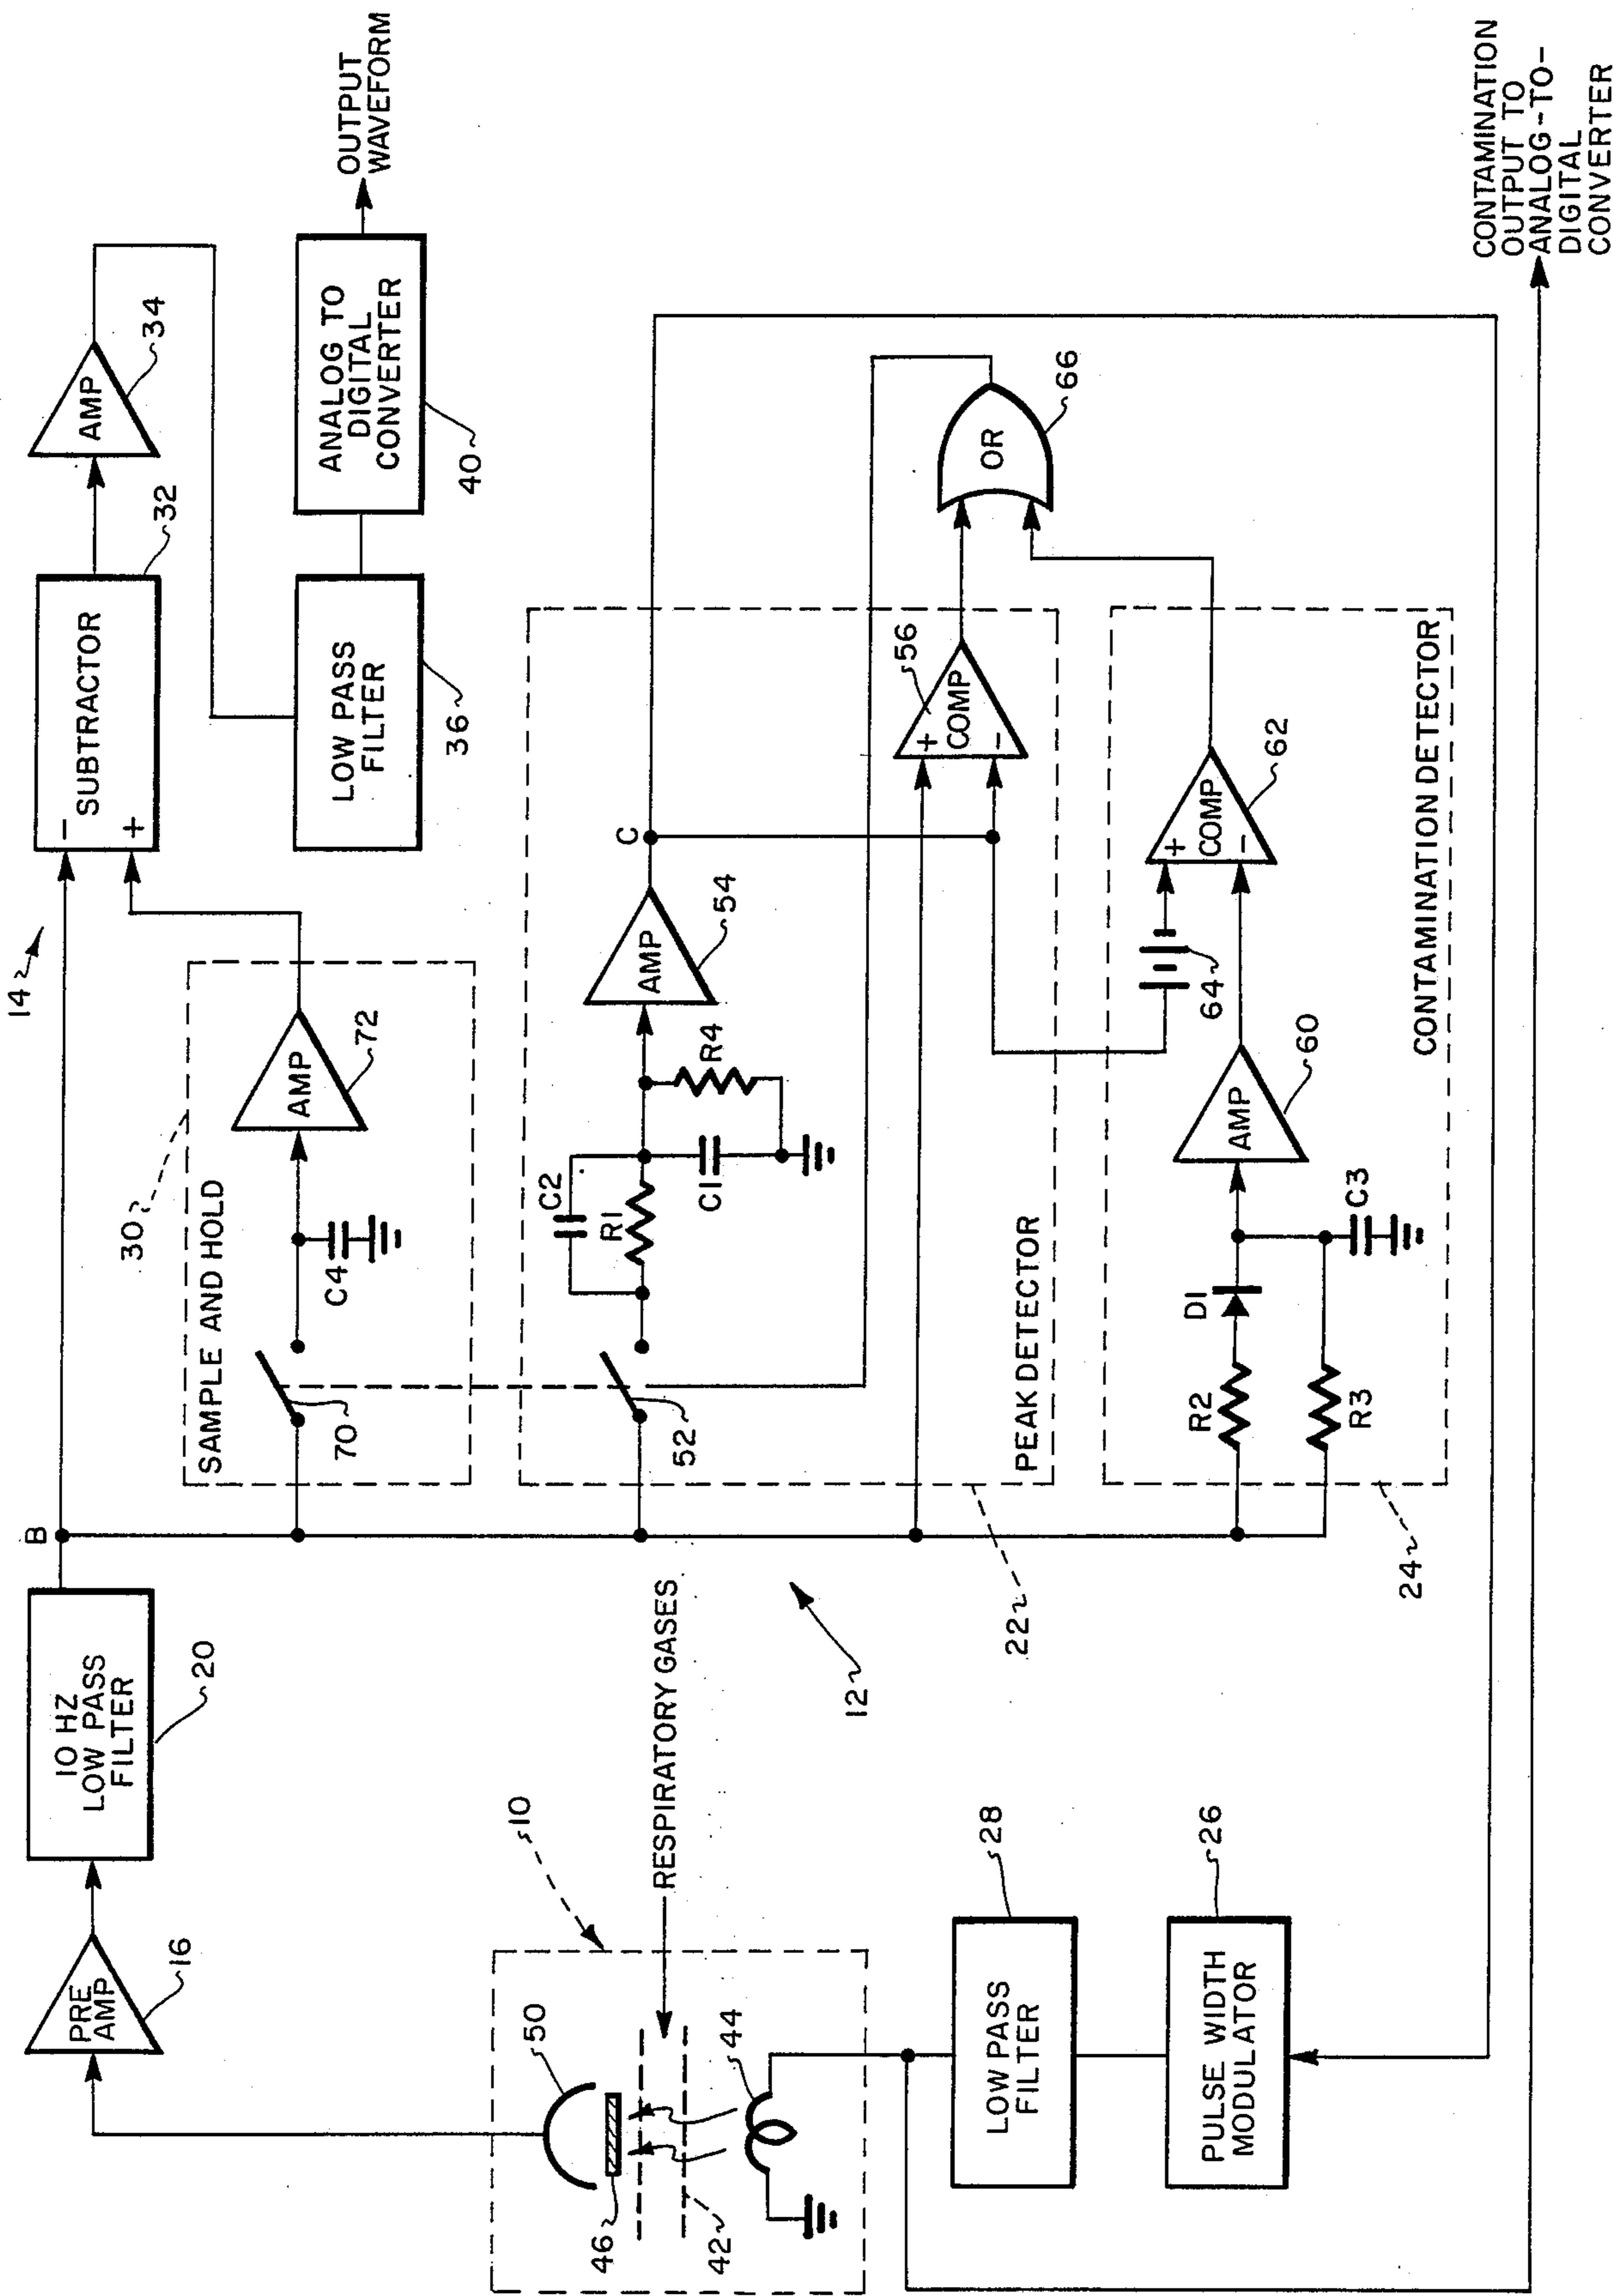 14
B
PRE
AMP
16
10 HZ
LOW PASS
FILTER
20
SUBTRACTOR
-
+
32
AMP
34
LOW PASS
FILTER
36
ANALOG TO
DIGITAL
CONVERTER
40
OUTPUT
WAVEFORM
SAMPLE AND HOLD
30
70
C4
AMP
72
10
50
46
42
44
RESPIRATORY GASES
12
PEAK DETECTOR
22
52
C2
R1
C1
R4
AMP
54
C
+
-
COMP
56
OR
66
CONTAMINATION DETECTOR
24
R2
D1
R3
C3
AMP
60
64
+
-
COMP
62
LOW PASS
FILTER
28
PULSE WIDTH
MODULATOR
26
CONTAMINATION
OUTPUT TO
ANALOG-TO-
DIGITAL
CONVERTER